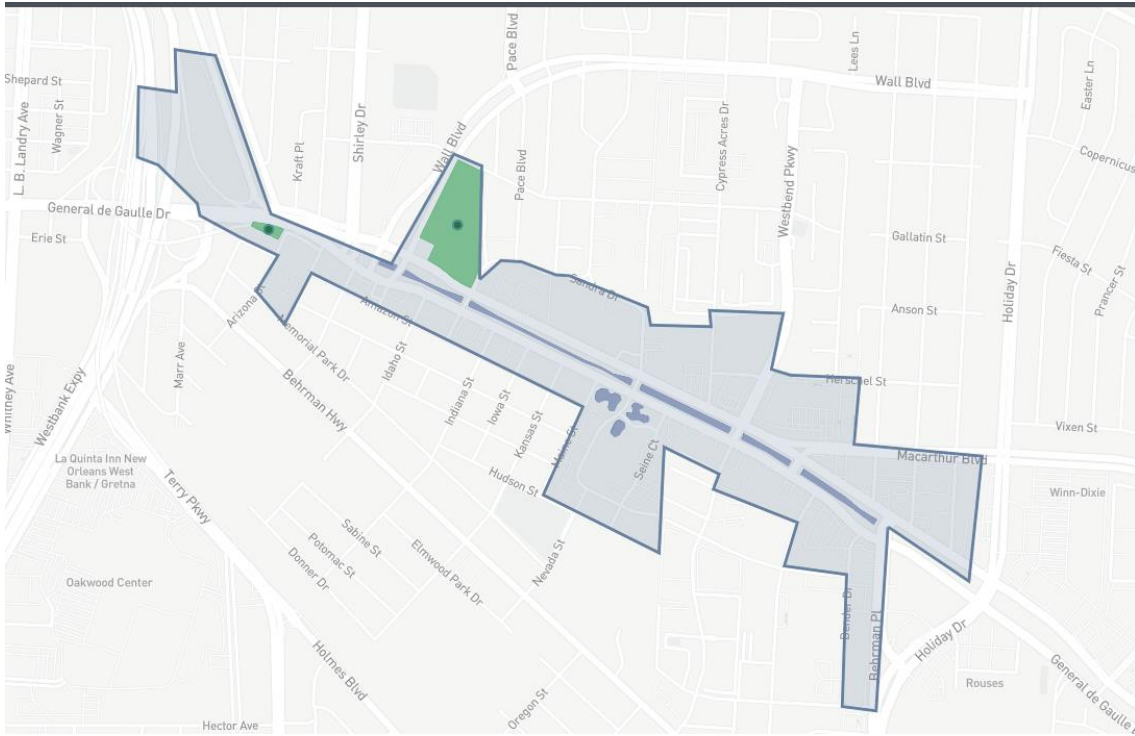 Shepard St
L. B. Landry Ave
Wagner St
Kraft Pl
Shirley Dr
Wall Blvd
Pace Blvd
Pace Blvd
Lees Ln
Wall Blvd
Easter Ln
Copernicus
Cypress Acres Dr
Westbend Pkwy
General de Gaulle Dr
Erie St
Gallatin St
Fiesta St
Prancer St
Holiday Dr
Sandra Dr
Anson St
Arizona St
Amazon St
Memorial Park Dr
Idaho St
Marr Ave
Whitney Ave
Westbank Expy
Behrman Hwy
Indiana St
Iowa St
Kansas St
Maine St
Seine Ct
Herschel St
Vixen St
Macarthur Blvd
La Quinta Inn New
Orleans West
Bank / Gretna
Terry Pkwy
Hudson St
Winn-Dixie
Sabine St
Potomac St
Donner Dr
Elmwood Park Dr
Nevada St
Oakwood Center
Bender Dr
Behrman Pl
Holiday Dr
Holmes Blvd
Rouses
General de Gaulle D
Oregon St
Hector Ave